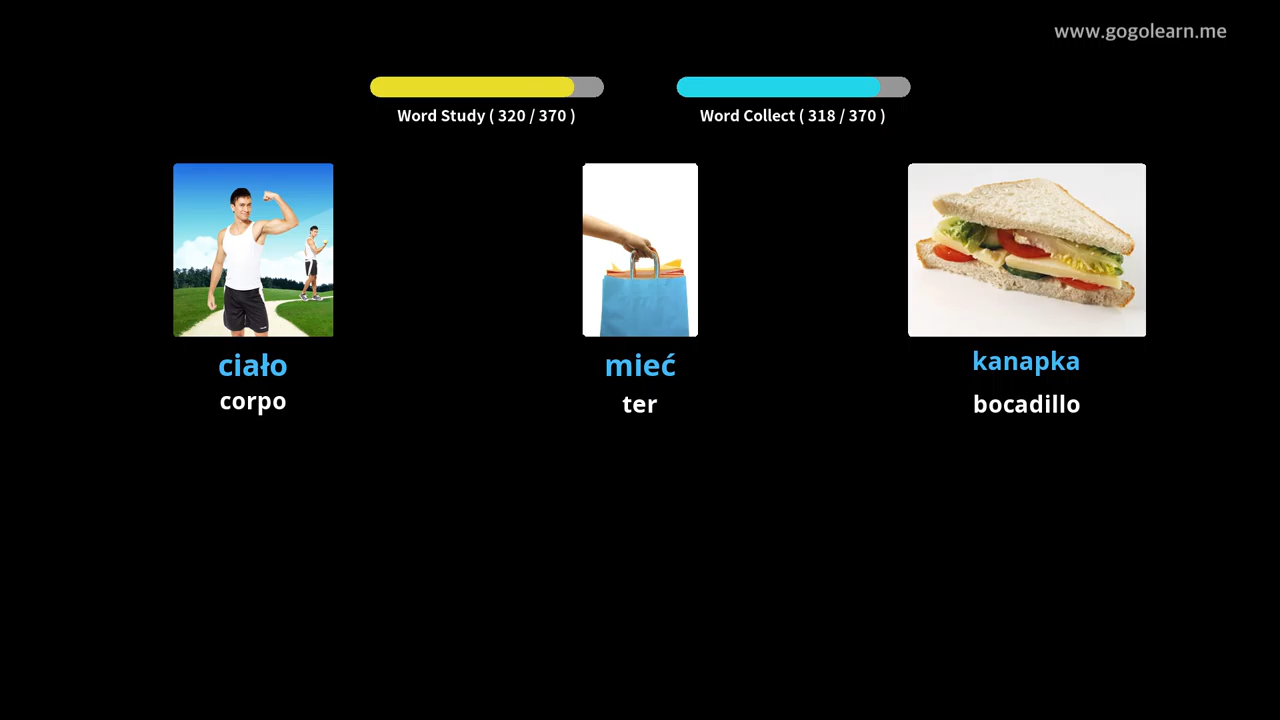 www.gogolearn.me
Word Study ( 320 / 370 )
Word Collect ( 318 / 370 )
ciało
mieć
kanapka
corpo
ter
bocadillo